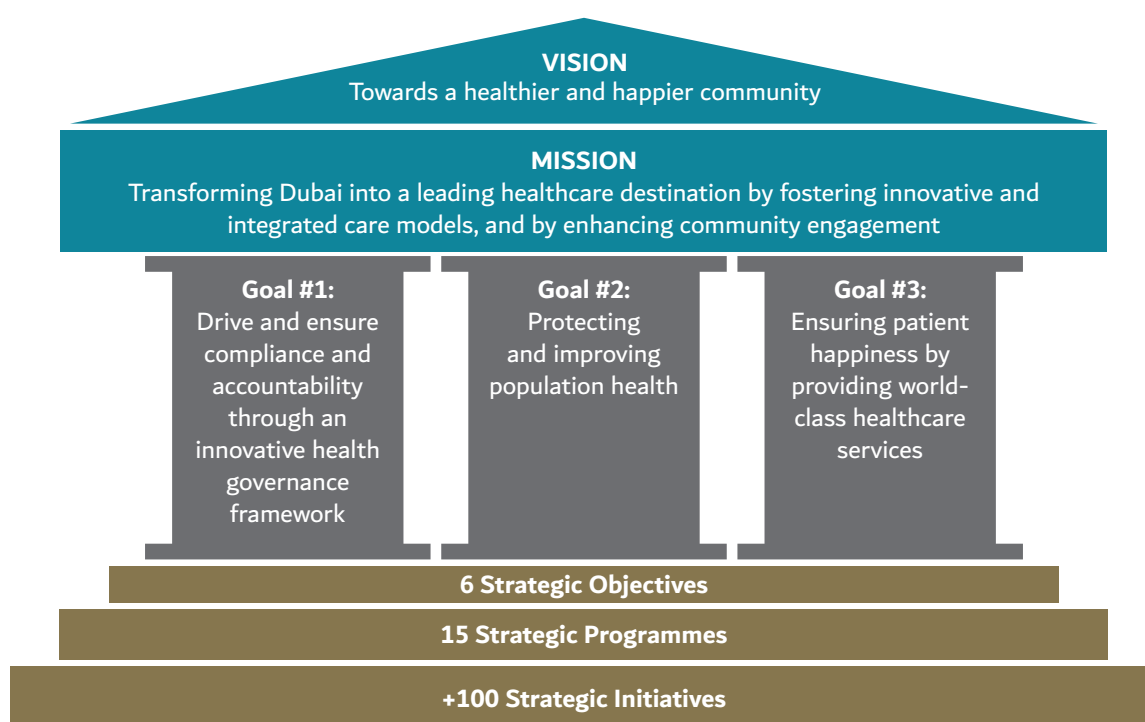 VISION
Towards a healthier and happier community
MISSION
Transforming Dubai into a leading healthcare destination by fostering innovative and
integrated care models, and by enhancing community engagement
Goal #1:
Drive and ensure
compliance and
accountability
through an
innovative health
governance
framework
Goal #2:
Protecting
and improving
population health
Goal #3:
Ensuring patient
happiness by
providing world-
class healthcare
services
6 Strategic Objectives
15 Strategic Programmes
+100 Strategic Initiatives